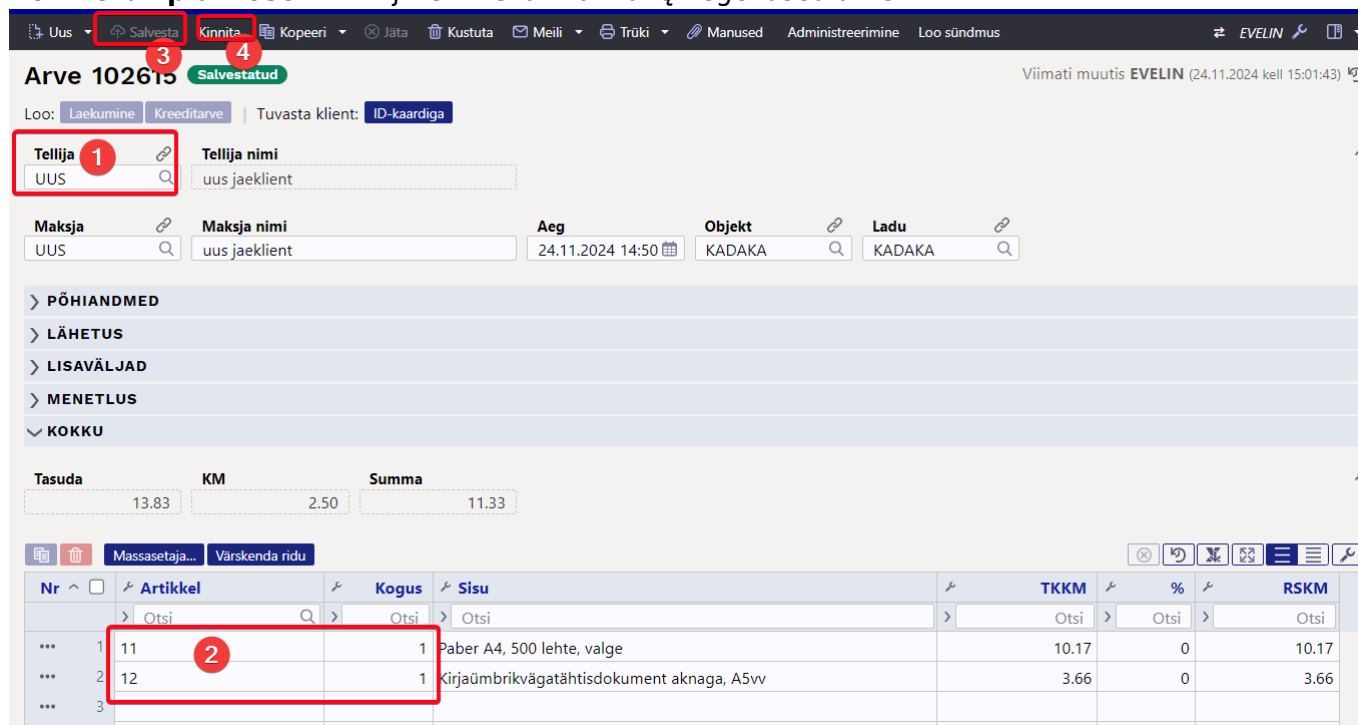 Uus Salvesta Kinnita... Kopeeri Jäta Kustuta Meili Trüki Manused Administreerimine Loo sündmus EVELIN
3 4
Arve 102615 Salvestatud Viimati muutis EVELIN (24.11.2024 kell 15:01:43)
Loo: Laekumine Kreeditarve | Tuvasta klient: ID-kaardiga
Tellija 1 Tellija nimi
UUS uus jaeklient
Maksja Maksja nimi Aeg Objekt Ladu
UUS uus jaeklient 24.11.2024 14:50 KADAKA KADAKA
PÕHIANDMED
LÄHETUS
LISAVÄLJAD
MENETLUS
KOKKU
Tasuda KM Summa
13.83 2.50 11.33
Massasetaja... Värskenda ridu
Nr Artikkel Kogus Sisu TKKM % RSKM
Otsi Otsi Otsi Otsi Otsi Otsi
1 11 1 Paber A4, 500 lehte, valge 10.17 0 10.17
2
2 12 1 Kirjaümbrikvägatähtisdokument aknaga, A5vv 3.66 0 3.66
3